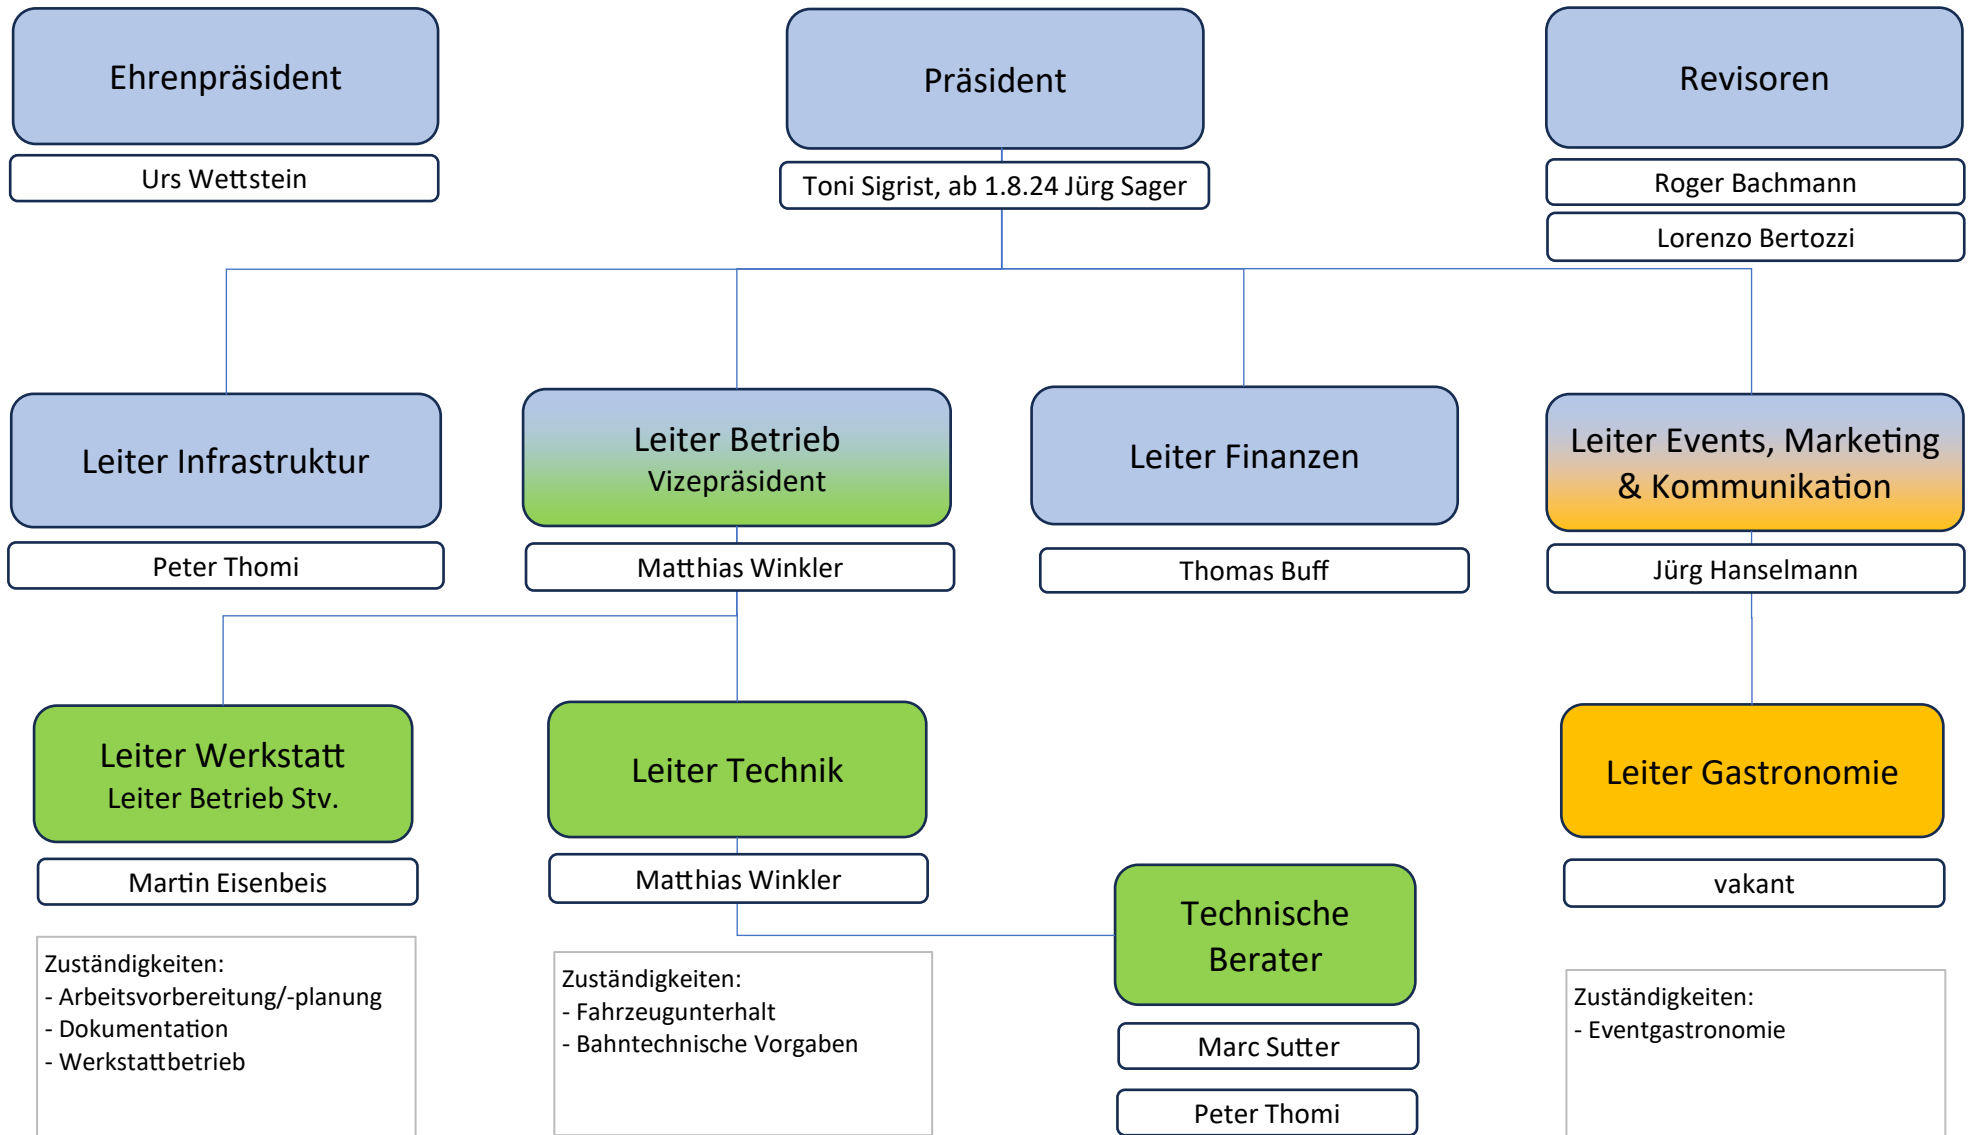 Ehrenpräsident
Urs Wettstein
Präsident
Toni Sigrist, ab 1.8.24 Jürg Sager
Revisoren
Roger Bachmann
Lorenzo Bertozzi
Leiter Infrastruktur
Peter Thomi
Leiter Betrieb
Vizepräsident
Matthias Winkler
Leiter Finanzen
Thomas Buff
Leiter Events, Marketing
& Kommunikation
Jürg Hanselmann
Leiter Werkstatt
Leiter Betrieb Stv.
Martin Eisenbeis
Zuständigkeiten:
- Arbeitsvorbereitung/-planung
- Dokumentation
- Werkstattbetrieb
Leiter Technik
Matthias Winkler
Zuständigkeiten:
- Fahrzeugunterhalt
- Bahntechnische Vorgaben
Technische
Berater
Marc Sutter
Peter Thomi
Leiter Gastronomie
vakant
Zuständigkeiten:
- Eventgastronomie